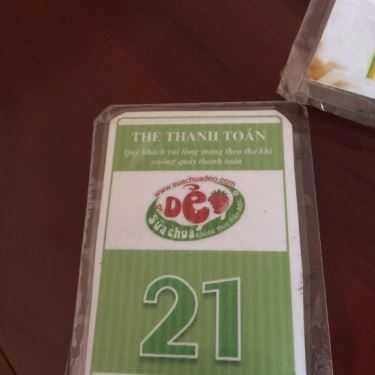 THẺ THANH TOÁN
Quý khách vui lòng mang theo thẻ khi
xuống quầy thanh toán
www.suachuadeo.com
DẺO
Sữa chua
21